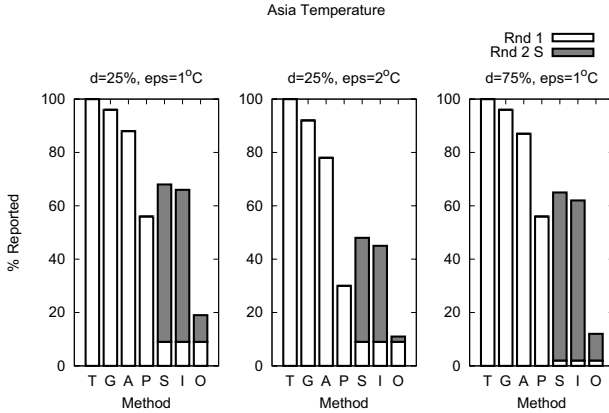 Asia Temperature
Rnd 1
Rnd 2 S
d=25%, eps=1°C
d=25%, eps=2°C
d=75%, eps=1°C
% Reported
100
80
60
40
20
0
T G A P S I O
Method
100
80
60
40
20
0
T G A P S I O
Method
100
80
60
40
20
0
T G A P S I O
Method